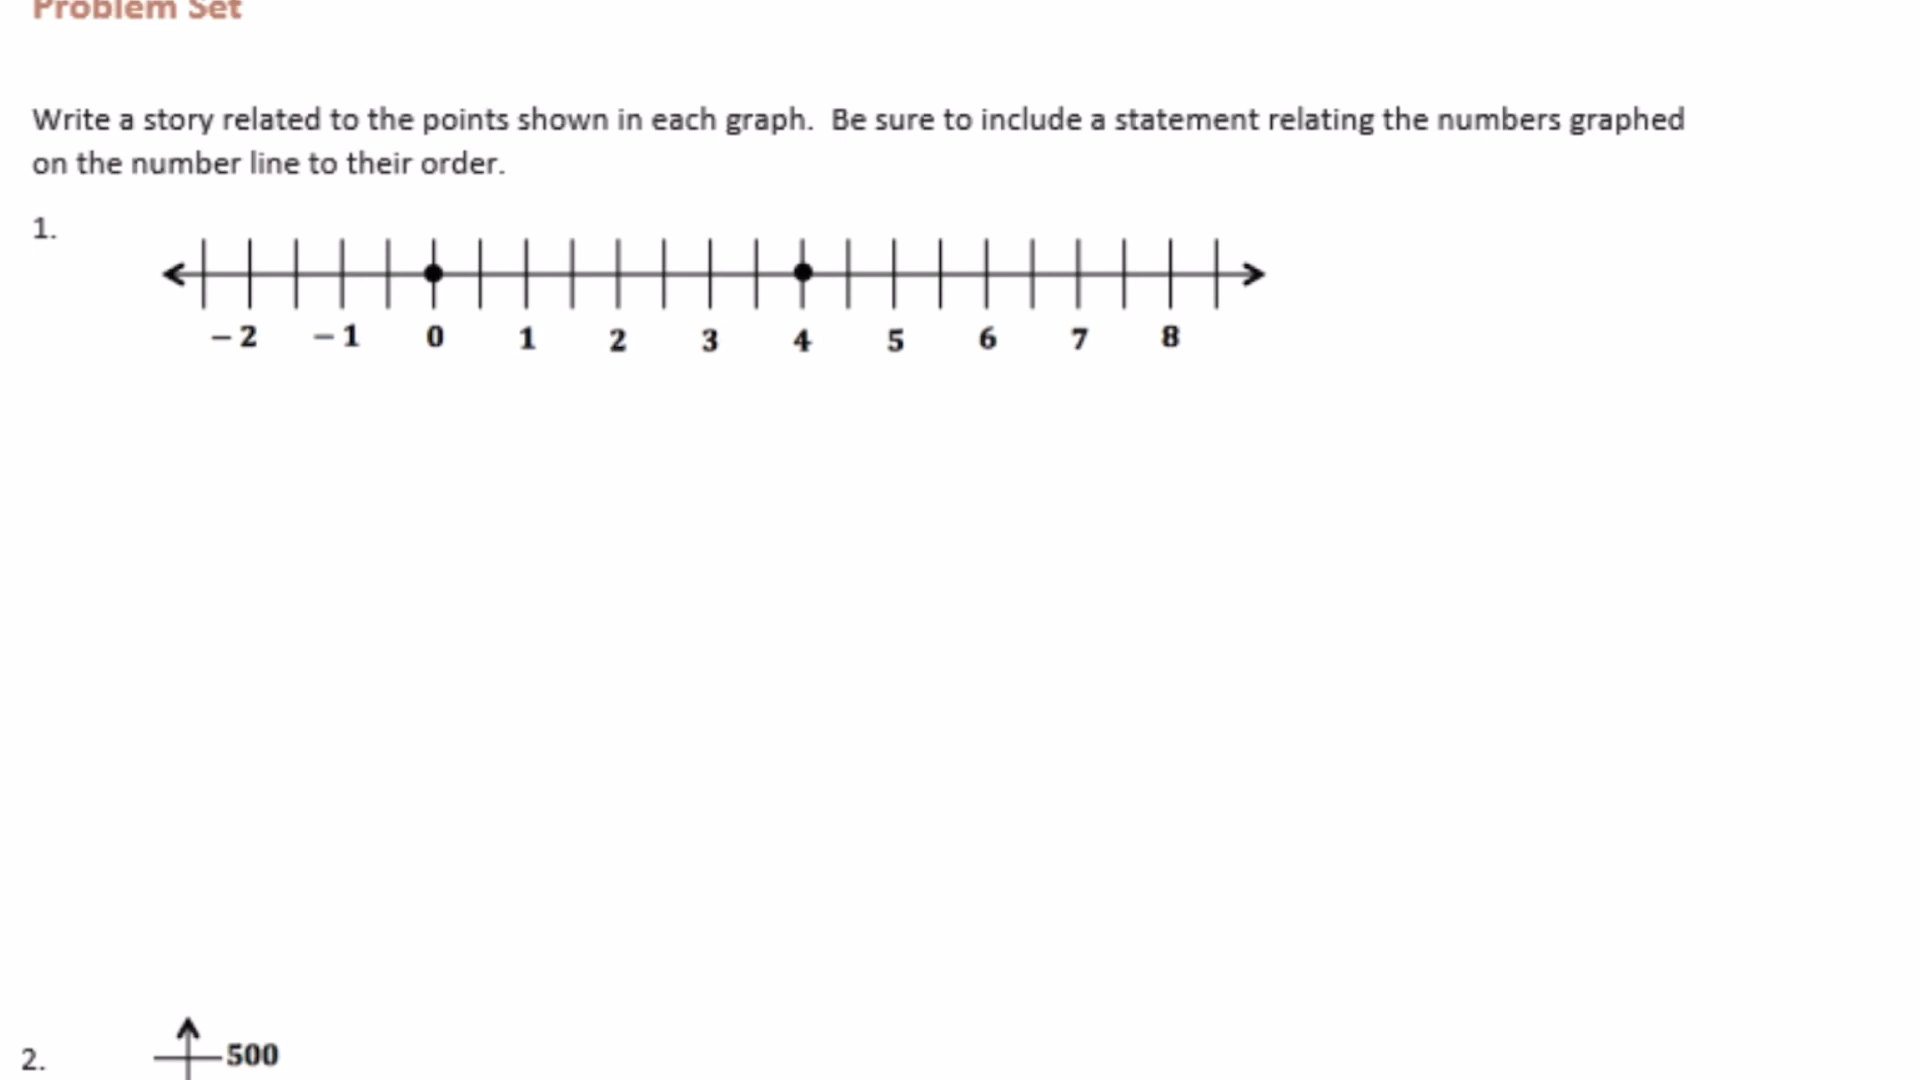 Problem Set
Write a story related to the points shown in each graph.  Be sure to include a statement relating the numbers graphed
on the number line to their order.
1.
−2 −1 0 1 2 3 4 5 6 7 8
2.
500